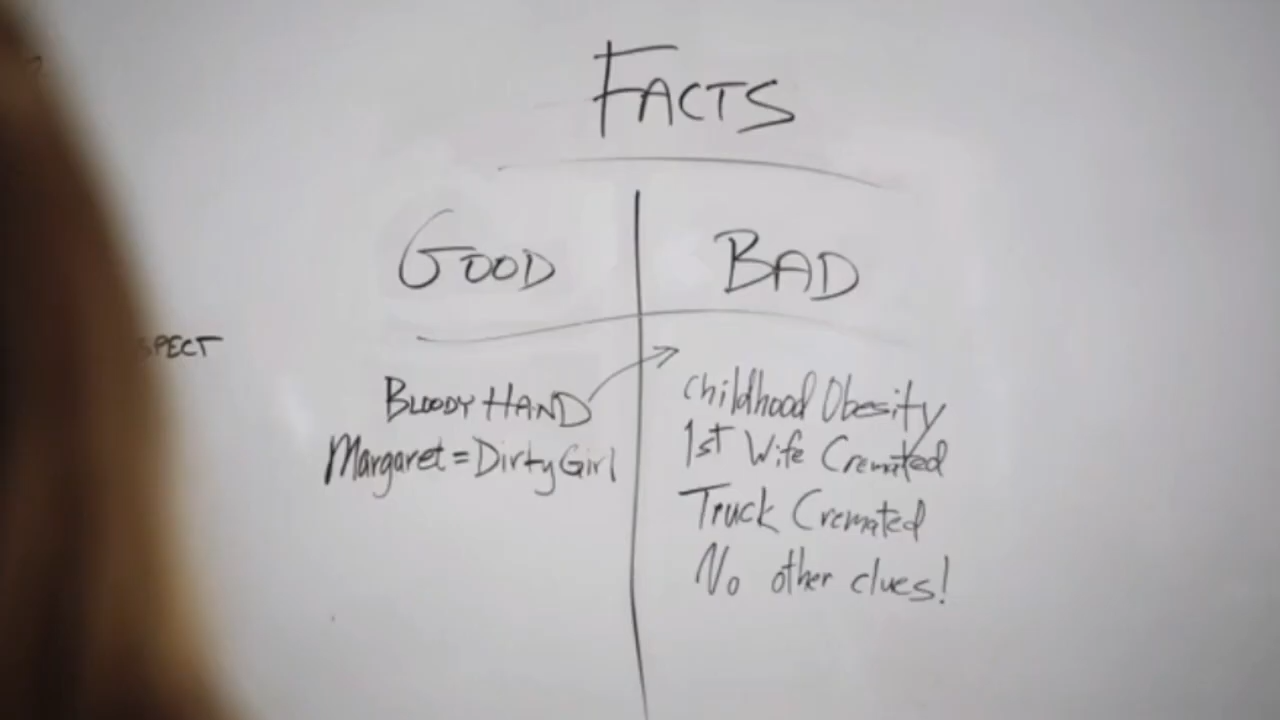 FACTS
GOOD
BAD
SPECT
BLOODY HAND
Margaret = Dirty Girl
Childhood Obesity
1st Wife Cremated
Truck Cremated
No other clues!